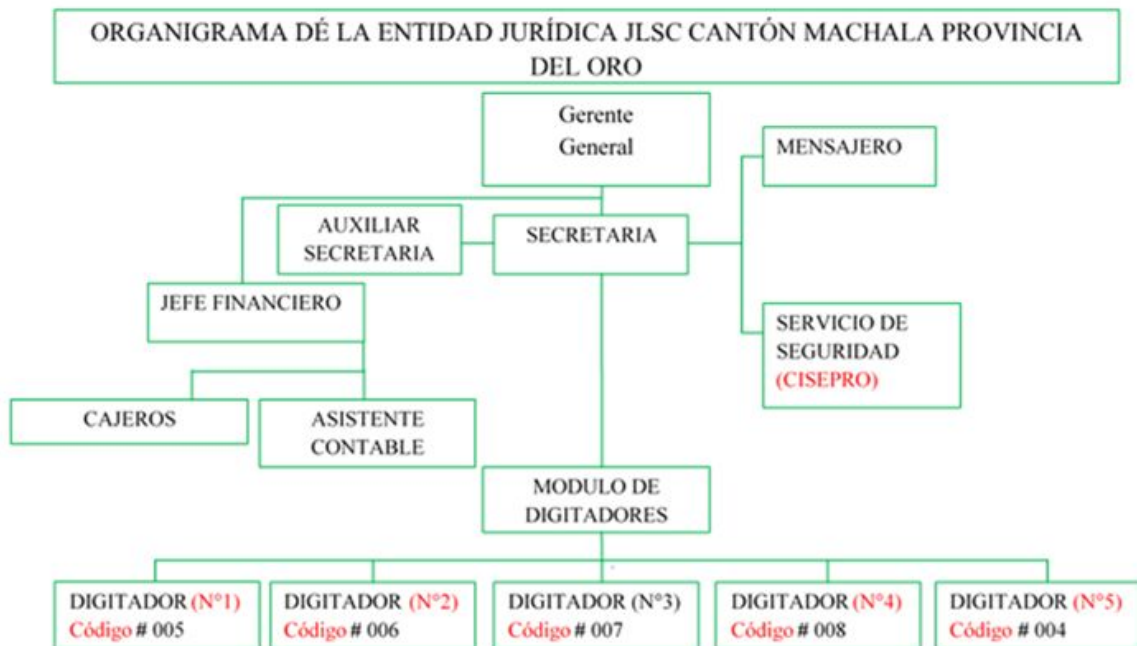 ORGANIGRAMA DÉ LA ENTIDAD JURÍDICA JLSC CANTÓN MACHALA PROVINCIA
DEL ORO
Gerente
General
MENSAJERO
AUXILIAR
SECRETARIA
SECRETARIA
JEFE FINANCIERO
SERVICIO DE
SEGURIDAD
(CISEPRO)
CAJEROS
ASISTENTE
CONTABLE
MODULO DE
DIGITADORES
DIGITADOR (N°1)
Código # 005
DIGITADOR (N°2)
Código # 006
DIGITADOR (N°3)
Código # 007
DIGITADOR (N°4)
Código # 008
DIGITADOR (N°5)
Código # 004